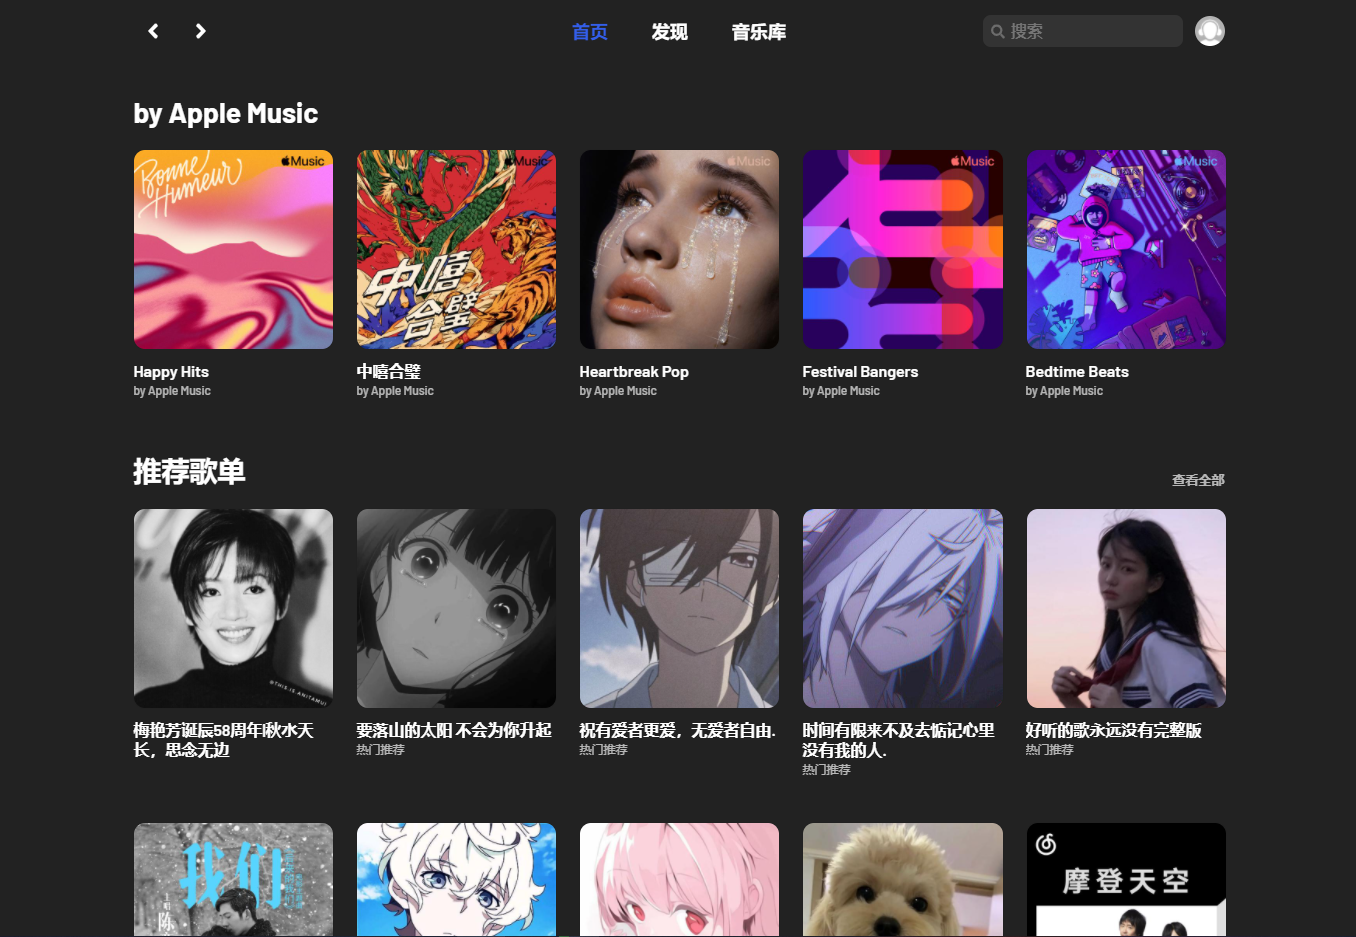 首页 发现 音乐库 搜索
by Apple Music
Bonne Humeur
Music
Music
中嘻合璧
Music
Music
Music
Happy Hits
by Apple Music
中嘻合璧
by Apple Music
Heartbreak Pop
by Apple Music
Festival Bangers
by Apple Music
Bedtime Beats
by Apple Music
推荐歌单
查看全部
@THIS.IS.ANITAMUI
梅艳芳诞辰58周年|秋水天
长，思念无边
要落山的太阳 不会为你升起
热门推荐
祝有爱者更爱，无爱者自由.
热门推荐
时间有限来不及去惦记心里
没有我的人.
热门推荐
好听的歌永远没有完整版
热门推荐
我们
主唱 陈
摩登天空